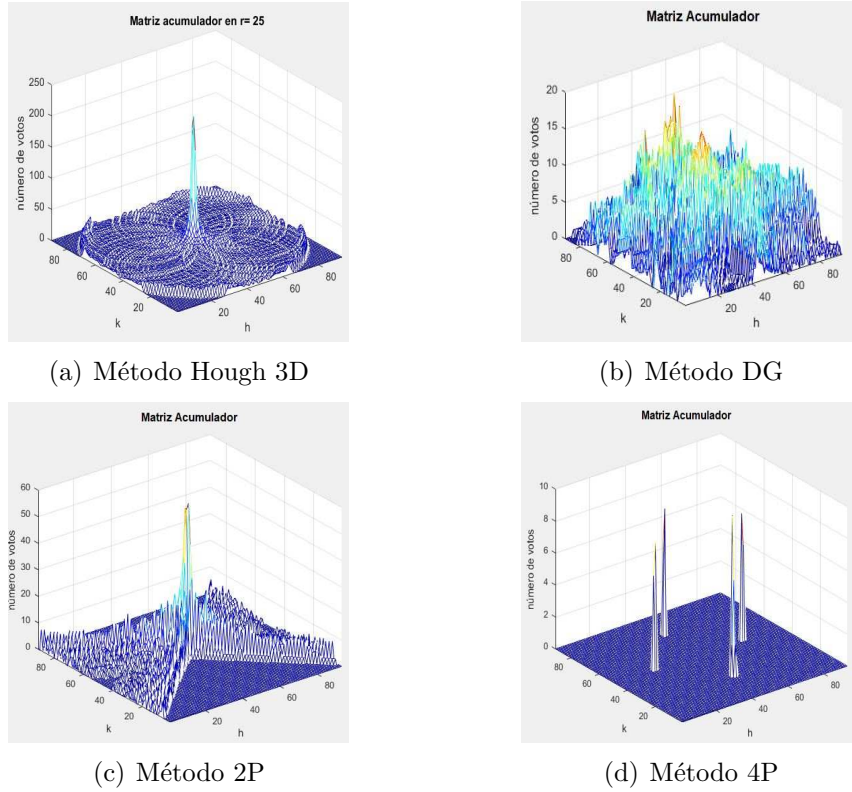 Matriz acumulador en r= 25
250
200
150
100
50
0
número de votos
80
60
40
20
k
20
40
60
80
h
(a) Método Hough 3D
Matriz Acumulador
20
15
10
5
0
número de votos
80
60
40
20
k
20
40
60
80
h
(b) Método DG
Matriz Acumulador
60
50
40
30
20
10
0
número de votos
80
60
40
20
k
20
40
60
80
h
(c) Método 2P
Matriz Acumulador
10
8
6
4
2
0
número de votos
80
60
40
20
k
20
40
60
80
h
(d) Método 4P